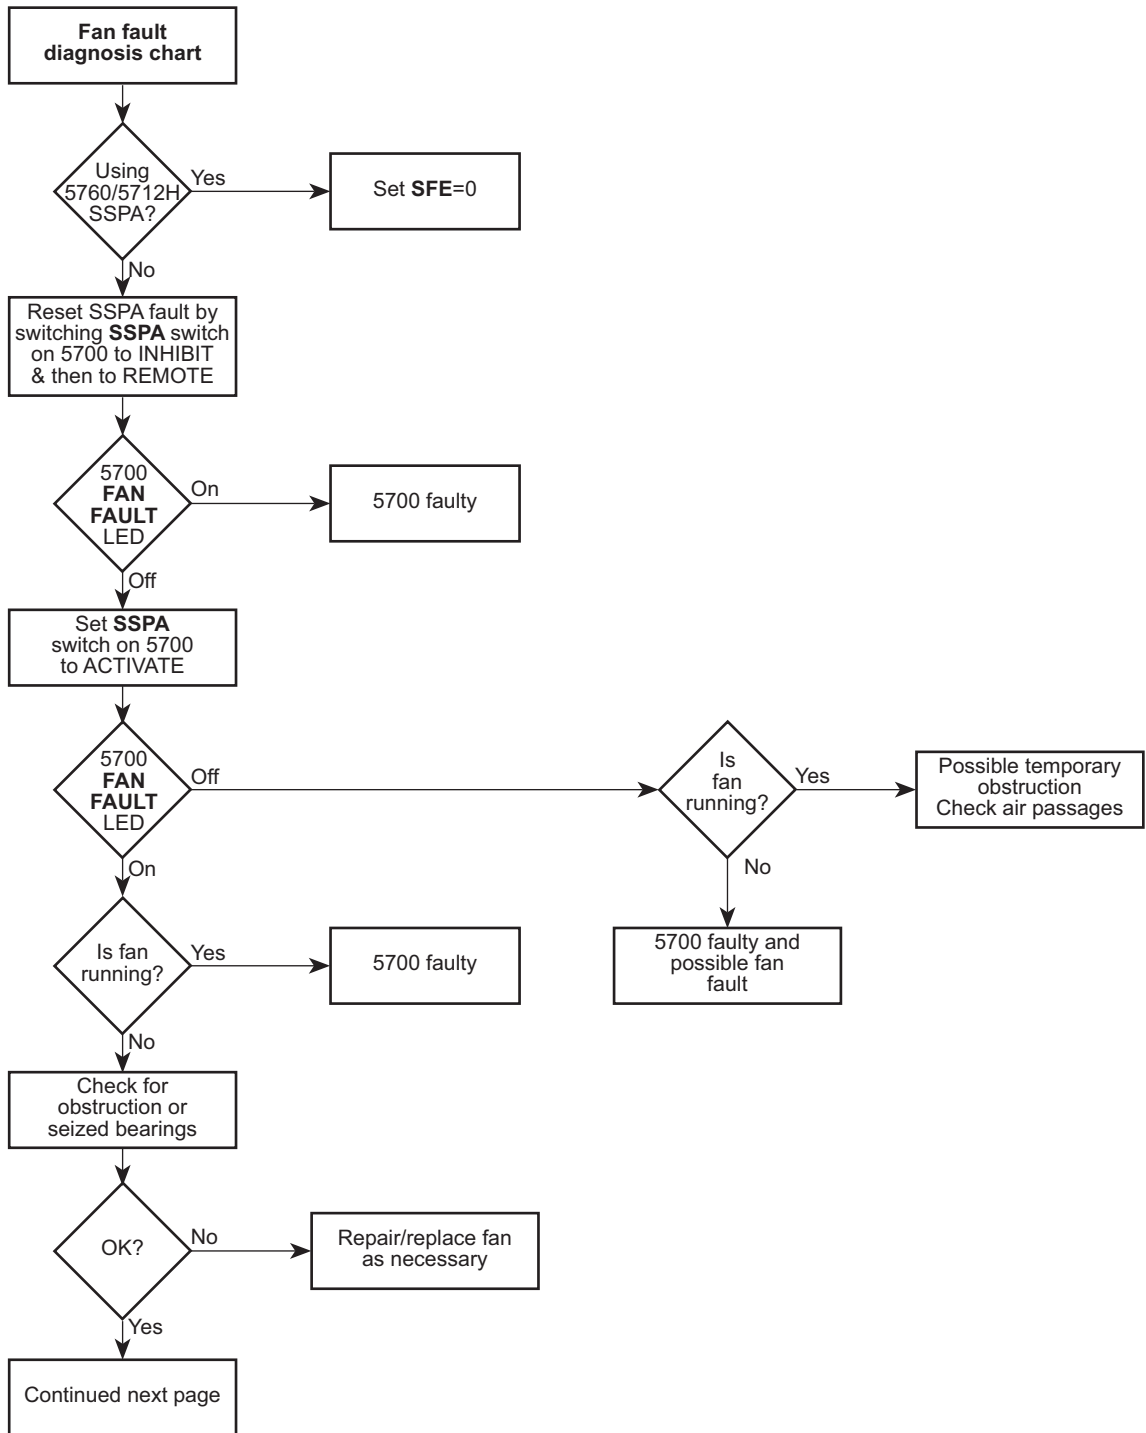 Fan fault
diagnosis chart
Using
5760/5712H
SSPA?
Yes
Set SFE=0
No
Reset SSPA fault by
switching SSPA switch
on 5700 to INHIBIT
& then to REMOTE
5700
FAN
FAULT
LED
On
5700 faulty
Off
Set SSPA
switch on 5700
to ACTIVATE
5700
FAN
FAULT
LED
Off
Is
fan
running?
Yes
Possible temporary
obstruction
Check air passages
No
5700 faulty and
possible fan
fault
On
Is fan
running?
Yes
5700 faulty
No
Check for
obstruction or
seized bearings
OK?
No
Repair/replace fan
as necessary
Yes
Continued next page